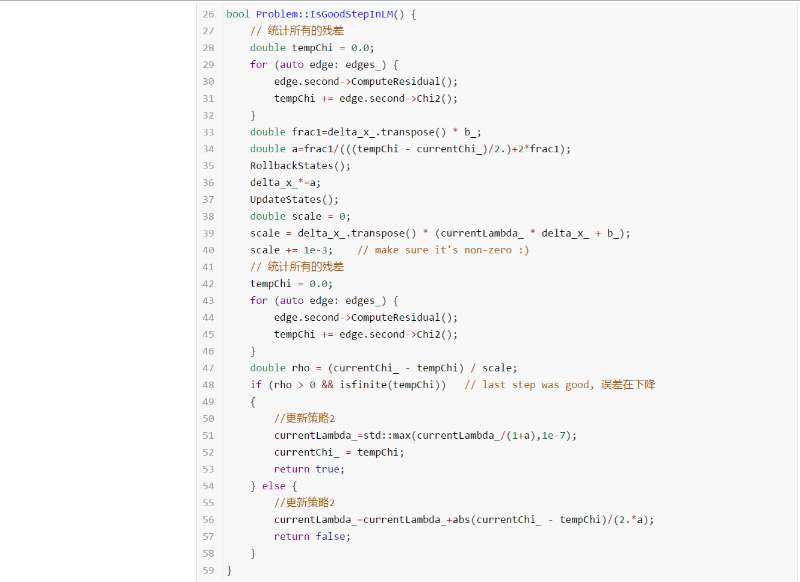 26 bool Problem::IsGoodStepInLM() {
27 // 统计所有的残差
28 double tempChi = 0.0;
29 for (auto edge: edges_) {
30 edge.second->ComputeResidual();
31 tempChi += edge.second->Chi2();
32 }
33 double frac1=delta_x_.transpose() * b_;
34 double a=frac1/(((tempChi - currentChi_)/2.)+2*frac1);
35 RollbackStates();
36 delta_x_*=a;
37 UpdateStates();
38 double scale = 0;
39 scale = delta_x_.transpose() * (currentLambda_ * delta_x_ + b_);
40 scale += 1e-3; // make sure it's non-zero :)
41 // 统计所有的残差
42 tempChi = 0.0;
43 for (auto edge: edges_) {
44 edge.second->ComputeResidual();
45 tempChi += edge.second->Chi2();
46 }
47 double rho = (currentChi_ - tempChi) / scale;
48 if (rho > 0 && isfinite(tempChi)) // last step was good, 误差在下降
49 {
50 //更新策略2
51 currentLambda_=std::max(currentLambda_/(1+a),1e-7);
52 currentChi_ = tempChi;
53 return true;
54 } else {
55 //更新策略2
56 currentLambda_=currentLambda_+abs(currentChi_ - tempChi)/(2.*a);
57 return false;
58 }
59 }